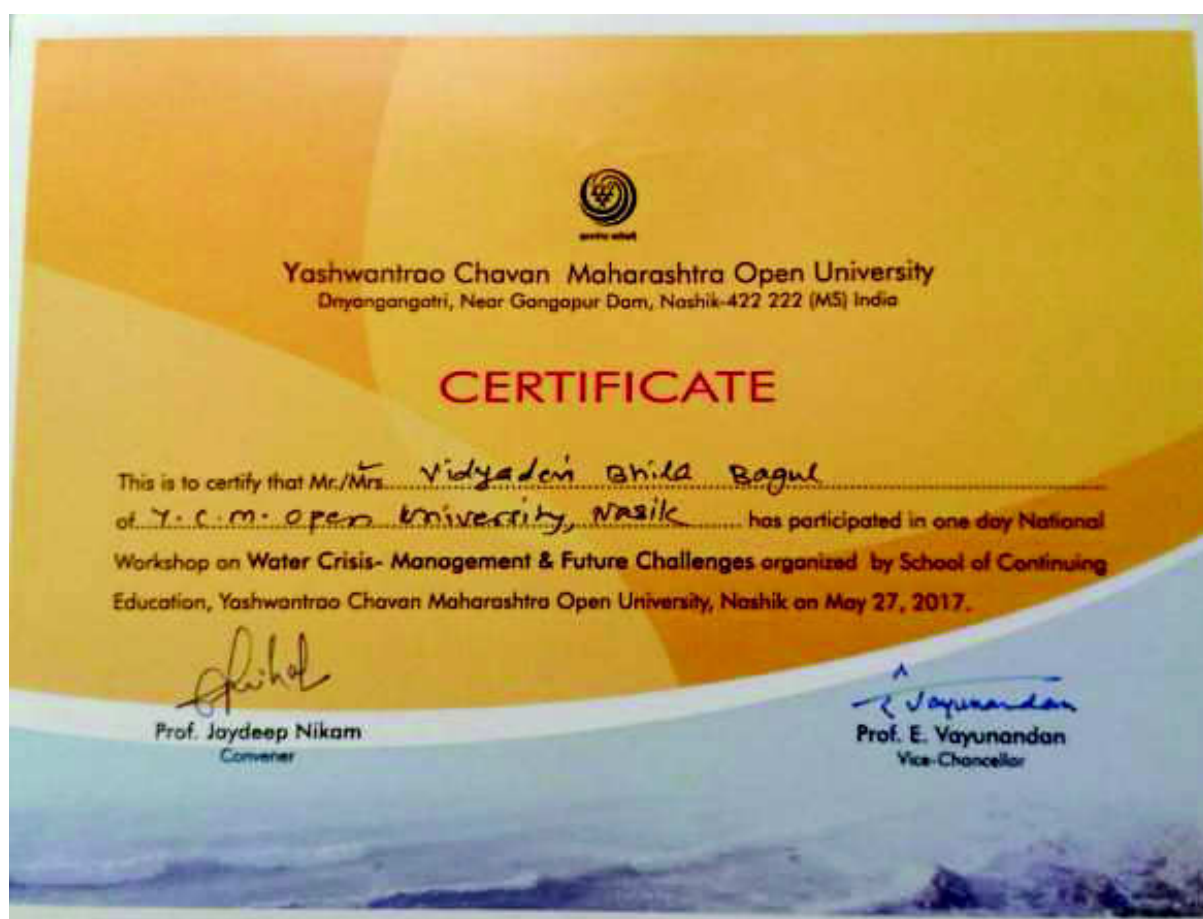 Yashwantrao Chavan Maharashtra Open University
Dnyangangotri, Near Gangapur Dam, Nashik-422 222 (MS) India
CERTIFICATE
This is to certify that Mr./Mrs. Vidyadevi Bhila Bagul
of Y.C.M. Open University, Nasik has participated in one day National
Workshop on Water Crisis- Management & Future Challenges organized by School of Continuing
Education, Yashwantrao Chavan Maharashtra Open University, Nashik on May 27, 2017.
Prof. Jaydeep Nikam
Convener
Vayunandan
Prof. E. Vayunandan
Vice-Chancellor